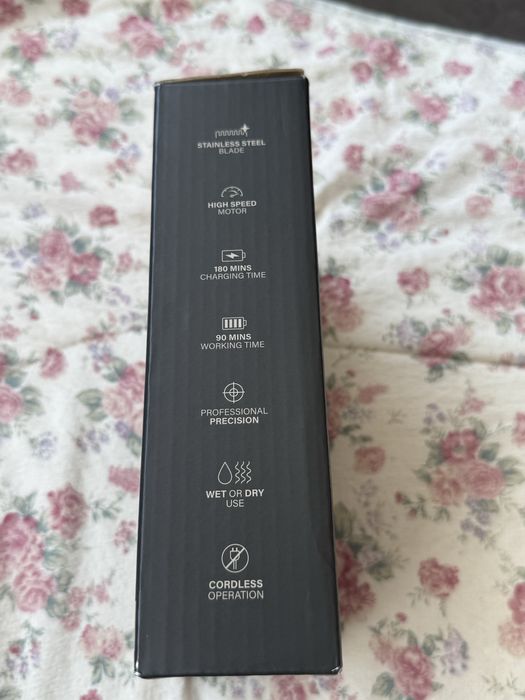 STAINLESS STEEL
BLADE
HIGH SPEED
MOTOR
180 MINS
CHARGING TIME
90 MINS
WORKING TIME
PROFESSIONAL
PRECISION
WET OR DRY
USE
CORDLESS
OPERATION